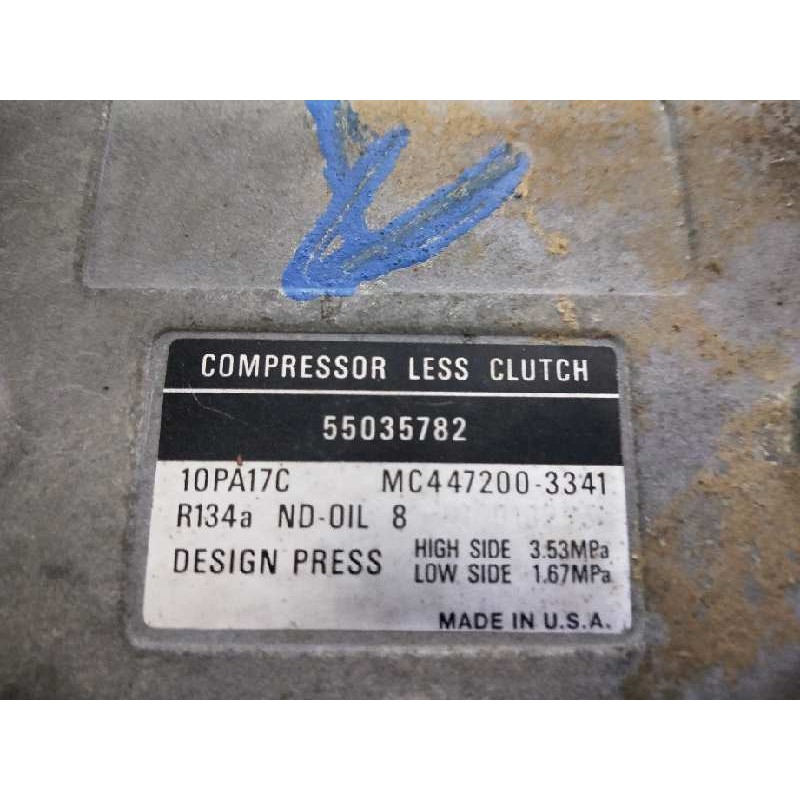 COMPRESSOR LESS CLUTCH
55035782
10PA17C MC447200-3341
R134a ND-OIL 8
DESIGN PRESS HIGH SIDE 3.53MPa
LOW SIDE 1.67MPa
MADE IN U.S.A.